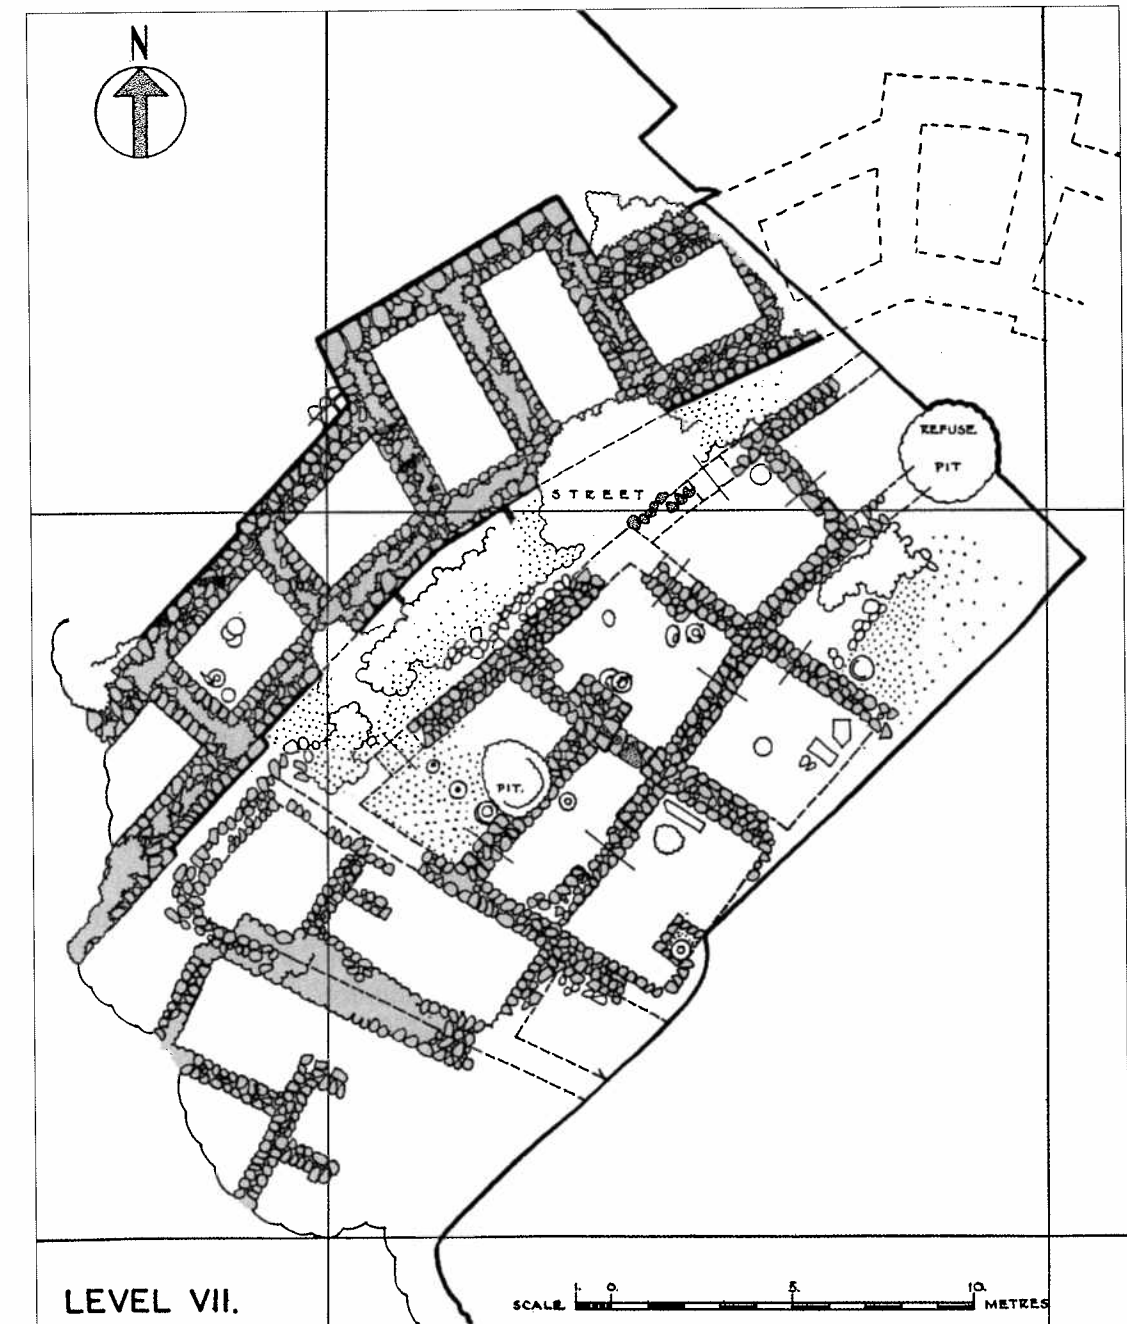 N
REFUSE
PIT
STREET
PIT.
LEVEL VII.
1. 0. 5. 10.
SCALE METRES